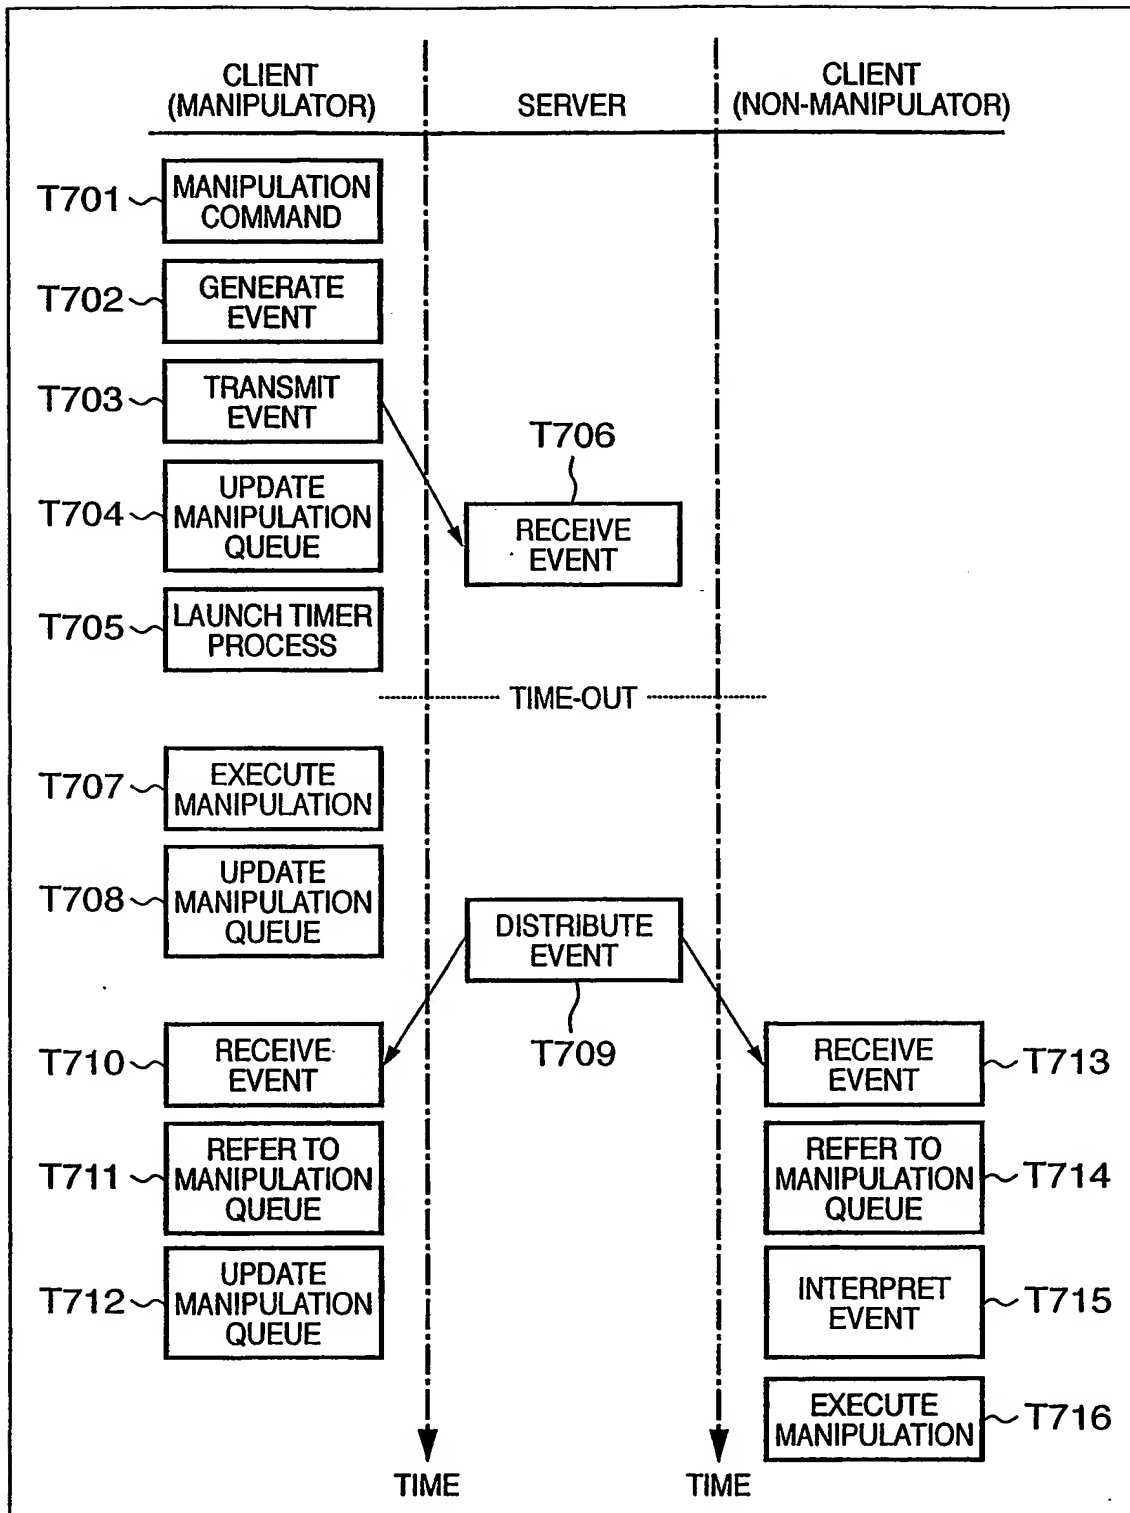 CLIENT
(MANIPULATOR)
SERVER
CLIENT
(NON-MANIPULATOR)
T701
MANIPULATION
COMMAND
T702
GENERATE
EVENT
T703
TRANSMIT
EVENT
T704
UPDATE
MANIPULATION
QUEUE
T706
RECEIVE
EVENT
T705
LAUNCH TIMER
PROCESS
TIME-OUT
T707
EXECUTE
MANIPULATION
T708
UPDATE
MANIPULATION
QUEUE
DISTRIBUTE
EVENT
T709
T710
RECEIVE
EVENT
RECEIVE
EVENT
T713
T711
REFER TO
MANIPULATION
QUEUE
REFER TO
MANIPULATION
QUEUE
T714
T712
UPDATE
MANIPULATION
QUEUE
INTERPRET
EVENT
T715
EXECUTE
MANIPULATION
T716
TIME
TIME